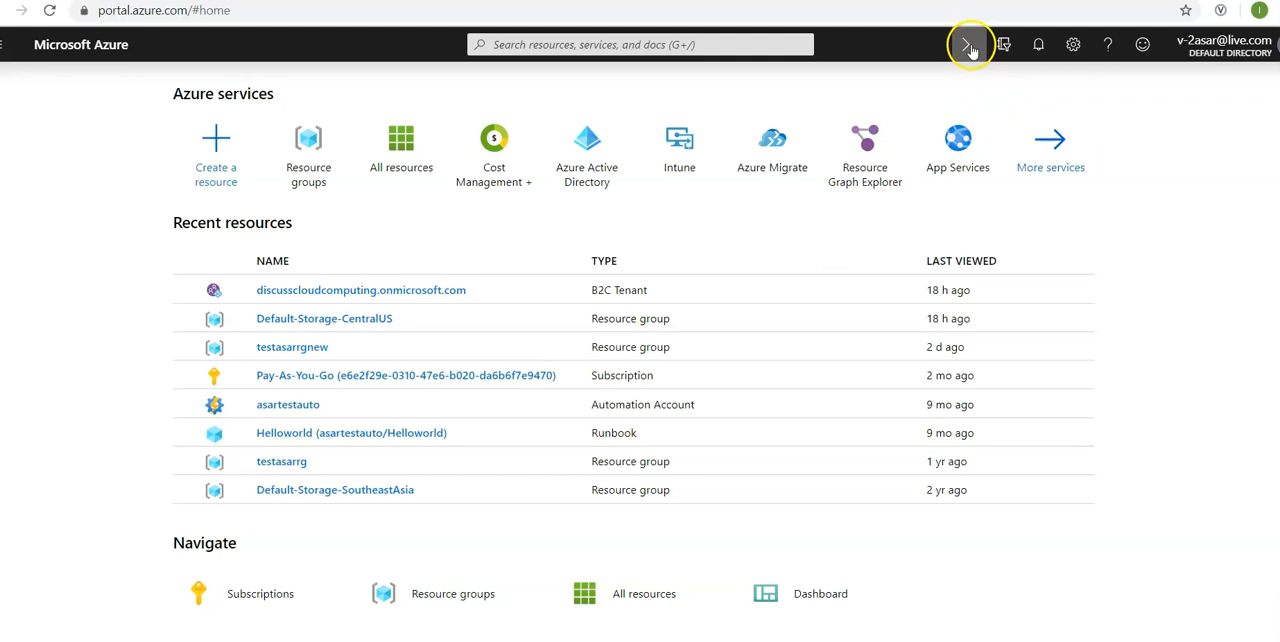 portal.azure.com/#home
Microsoft Azure
Search resources, services, and docs (G+/)
v-2asar@live.com
DEFAULT DIRECTORY
Azure services
Create a
resource
Resource
groups
All resources
Cost
Management +
Azure Active
Directory
Intune
Azure Migrate
Resource
Graph Explorer
App Services
More services
Recent resources
NAME TYPE LAST VIEWED
discusscloudcomputing.onmicrosoft.com B2C Tenant 18 h ago
Default-Storage-CentralUS Resource group 18 h ago
testasarrgnew Resource group 2 d ago
Pay-As-You-Go (e6e2f29e-0310-47e6-b020-da6b6f7e9470) Subscription 2 mo ago
asartestauto Automation Account 9 mo ago
Helloworld (asartestauto/Helloworld) Runbook 9 mo ago
testasarrg Resource group 1 yr ago
Default-Storage-SoutheastAsia Resource group 2 yr ago
Navigate
Subscriptions Resource groups All resources Dashboard